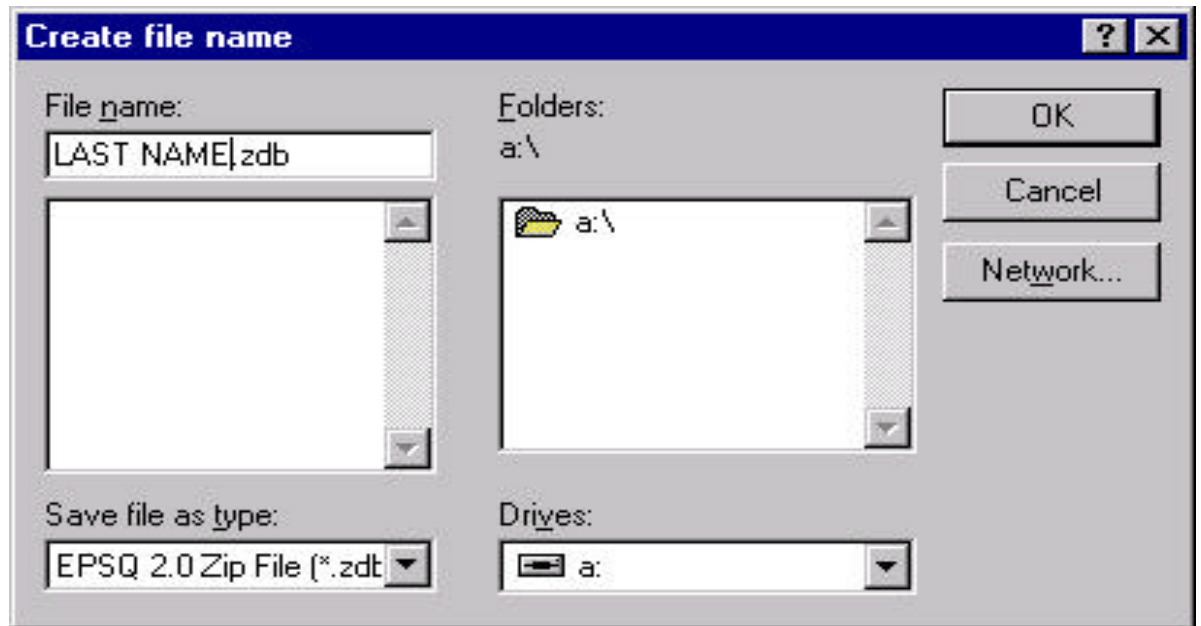 Create file name
File name:
LAST NAME.zdb
Save file as type:
EPSQ 2.0 Zip File (*.zdb
Folders:
a:\
a:\
Drives:
a:
OK
Cancel
Network...